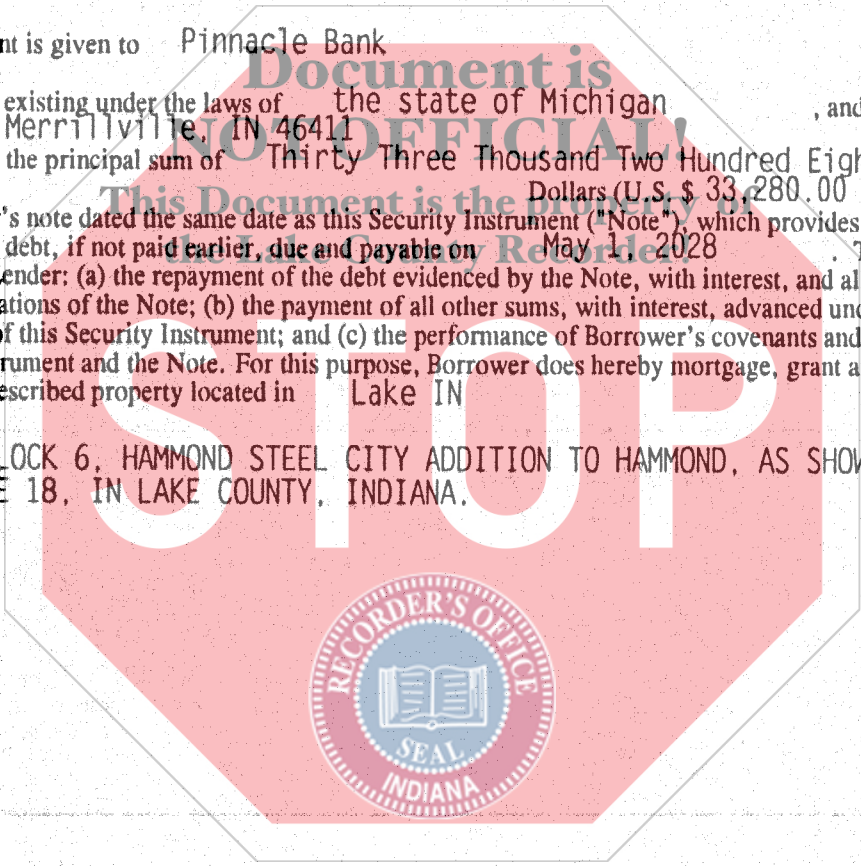 nt is given to Pinnacle Bank
Document is
existing under the laws of the state of Michigan , and
Merrillville, IN 46411
NOT OFFICIAL!
the principal sum of Thirty Three Thousand Two Hundred Eigh
Dollars (U.S. $ 33,280.00
This Document is the property of
's note dated the same date as this Security Instrument ("Note"), which provides
the Lake County Recorder!
debt, if not paid earlier, due and payable on May 1, 2028 .
ender: (a) the repayment of the debt evidenced by the Note, with interest, and al
ations of the Note; (b) the payment of all other sums, with interest, advanced und
of this Security Instrument; and (c) the performance of Borrower's covenants and
rument and the Note. For this purpose, Borrower does hereby mortgage, grant a
escribed property located in Lake IN
LOCK 6, HAMMOND STEEL CITY ADDITION TO HAMMOND, AS SHOW
E 18, IN LAKE COUNTY, INDIANA.
STOP
RECORDER'S OFFICE
SEAL
INDIANA